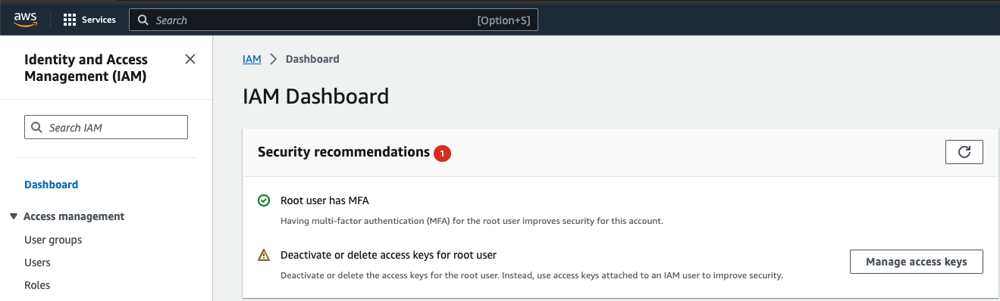 aws
Services
Search
[Option+S]
Identity and Access
Management (IAM)
Search IAM
Dashboard
Access management
User groups
Users
Roles
IAM > Dashboard
IAM Dashboard
Security recommendations 1
Root user has MFA
Having multi-factor authentication (MFA) for the root user improves security for this account.
Deactivate or delete access keys for root user
Deactivate or delete the access keys for the root user. Instead, use access keys attached to an IAM user to improve security.
Manage access keys